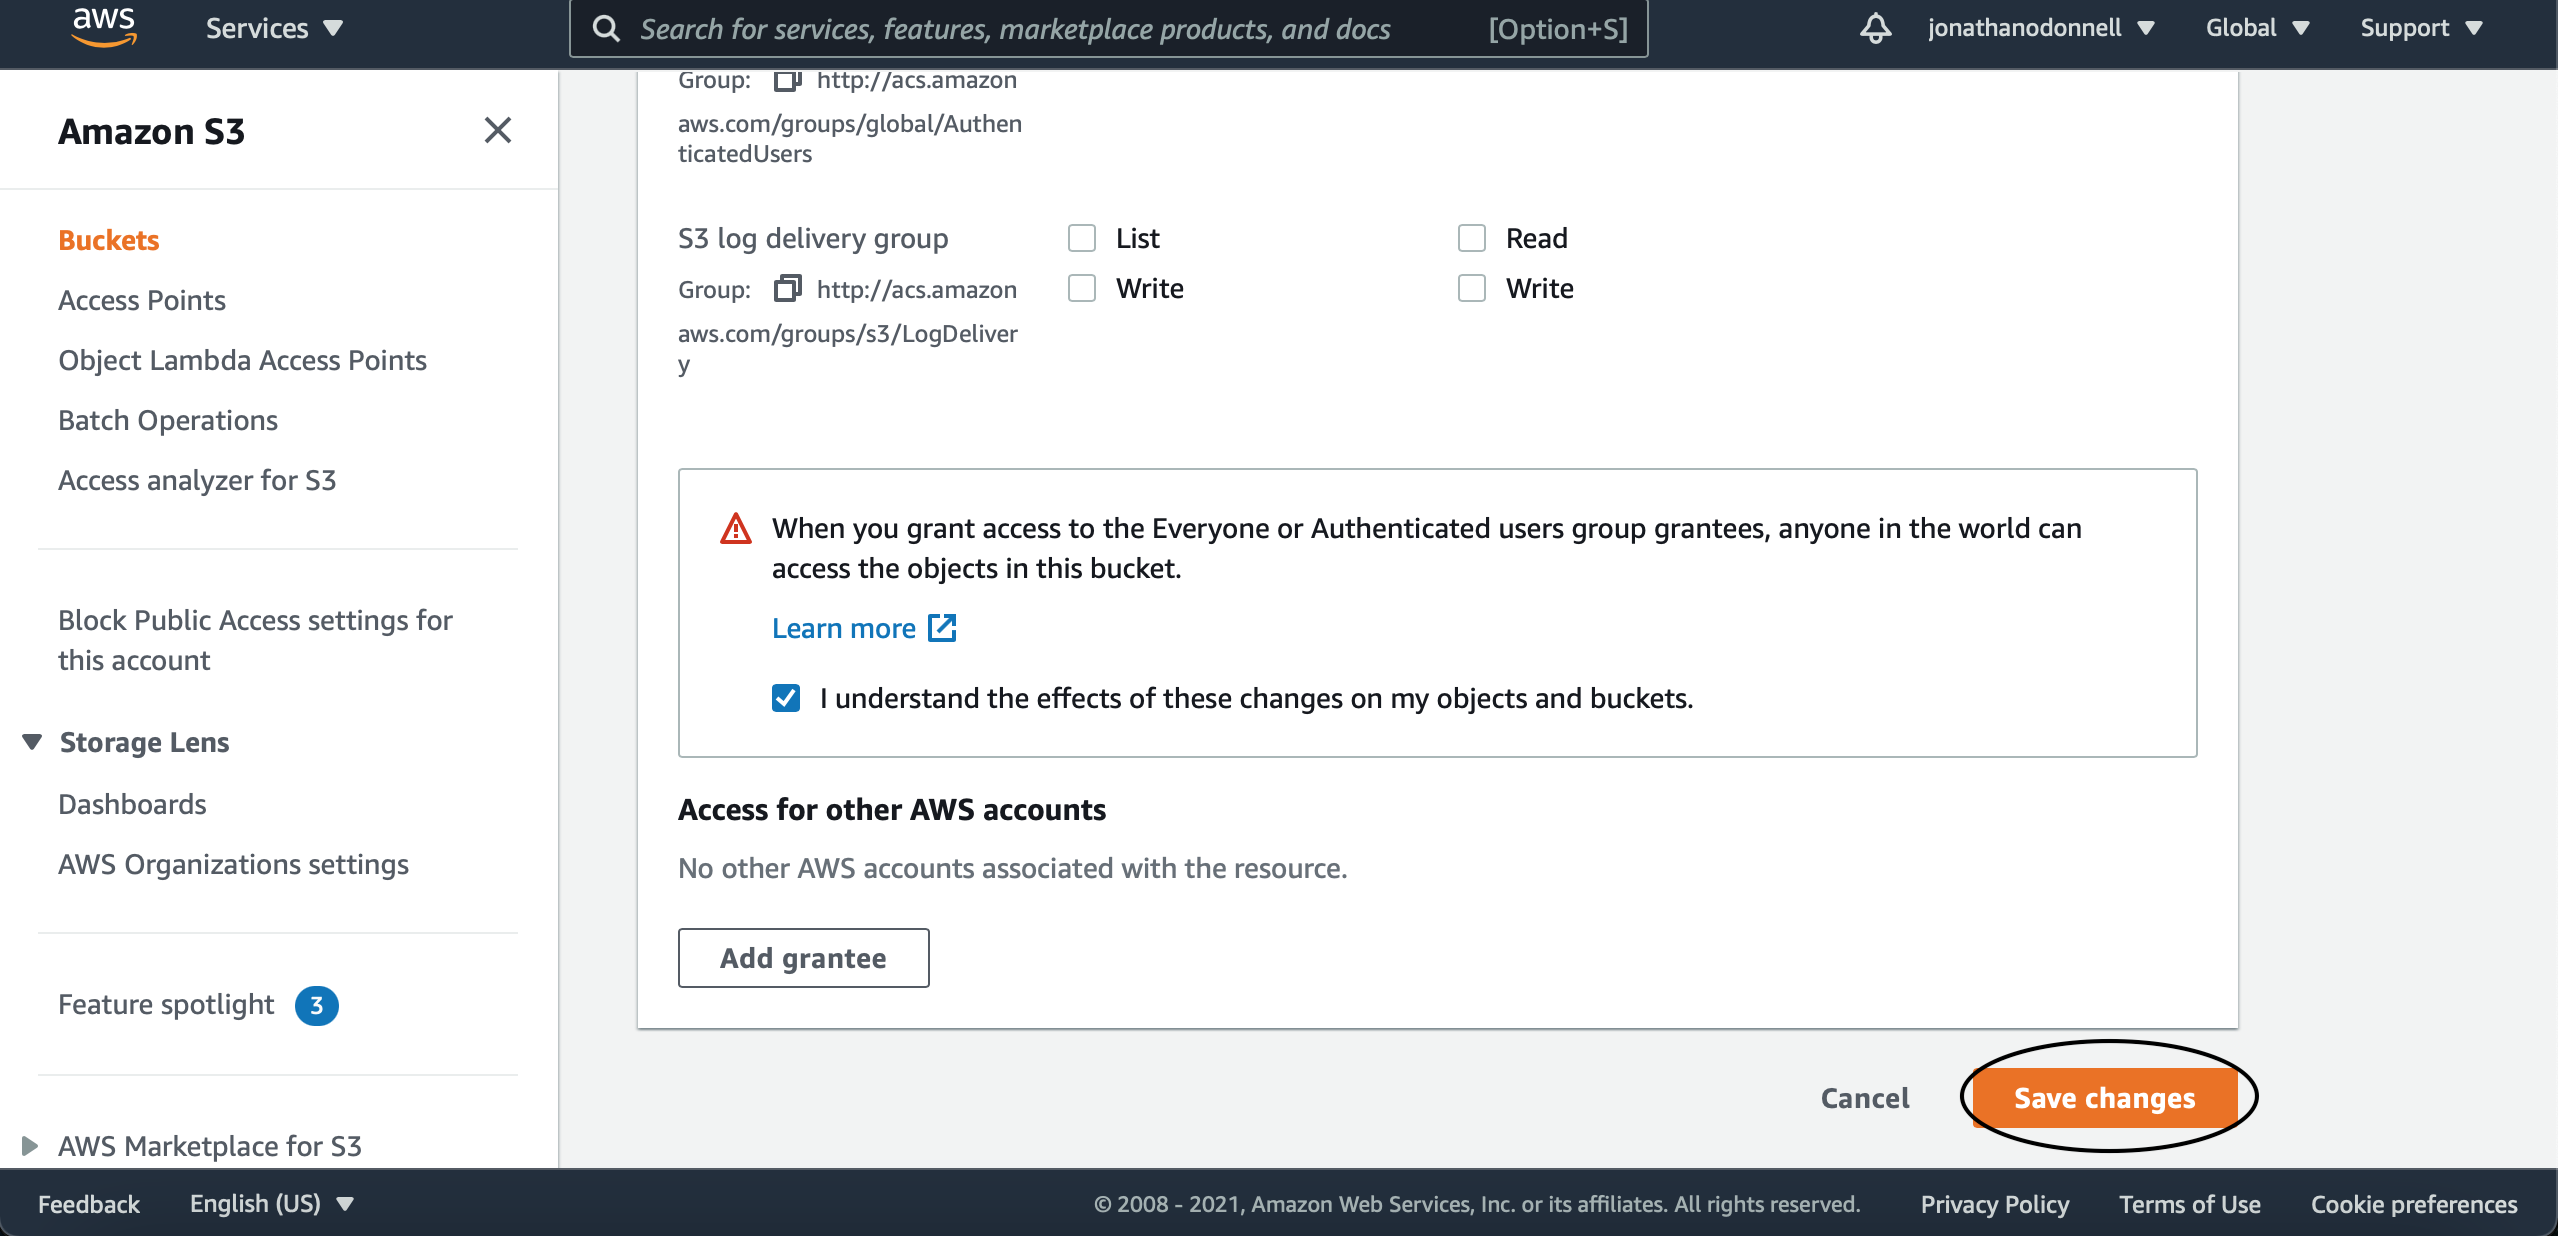 aws
Services
Search for services, features, marketplace products, and docs
[Option+S]
jonathanodonnell
Global
Support
Amazon S3
Buckets
Access Points
Object Lambda Access Points
Batch Operations
Access analyzer for S3
Block Public Access settings for
this account
Storage Lens
Dashboards
AWS Organizations settings
Feature spotlight 3
AWS Marketplace for S3
Group: http://acs.amazon
aws.com/groups/global/Authen
ticatedUsers
S3 log delivery group
Group: http://acs.amazon
aws.com/groups/s3/LogDeliver
y
List
Write
Read
Write
When you grant access to the Everyone or Authenticated users group grantees, anyone in the world can
access the objects in this bucket.
Learn more
I understand the effects of these changes on my objects and buckets.
Access for other AWS accounts
No other AWS accounts associated with the resource.
Add grantee
Cancel
Save changes
Feedback
English (US)
© 2008 - 2021, Amazon Web Services, Inc. or its affiliates. All rights reserved.
Privacy Policy
Terms of Use
Cookie preferences